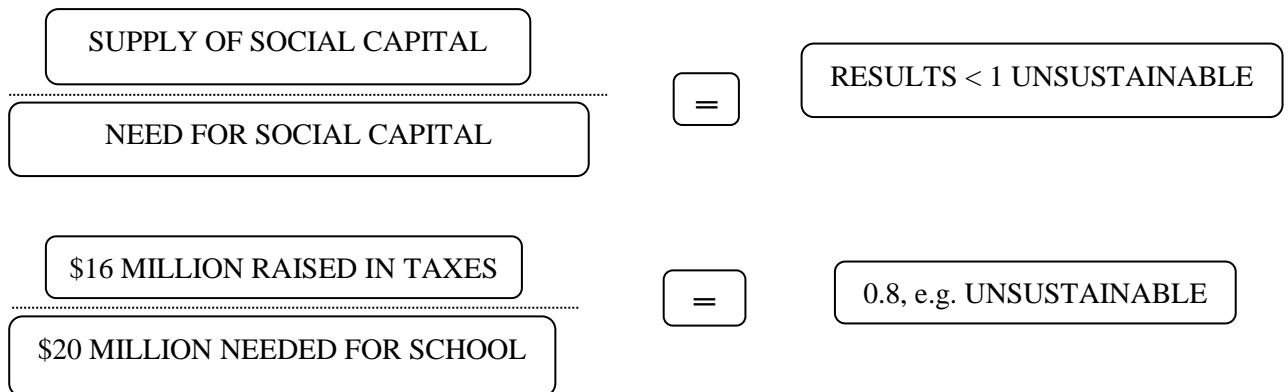 SUPPLY OF SOCIAL CAPITAL
NEED FOR SOCIAL CAPITAL
=
RESULTS < 1 UNSUSTAINABLE
$16 MILLION RAISED IN TAXES
$20 MILLION NEEDED FOR SCHOOL
=
0.8, e.g. UNSUSTAINABLE